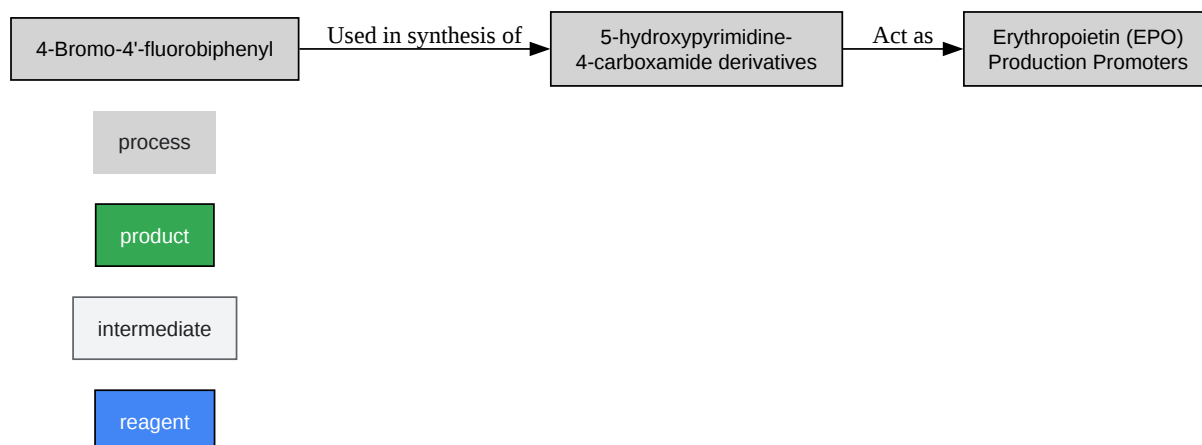 4-Bromo-4'-fluorobiphenyl
Used in synthesis of
5-hydroxypyrimidine-
4-carboxamide derivatives
Act as
Erythropoietin (EPO)
Production Promoters
process
product
intermediate
reagent